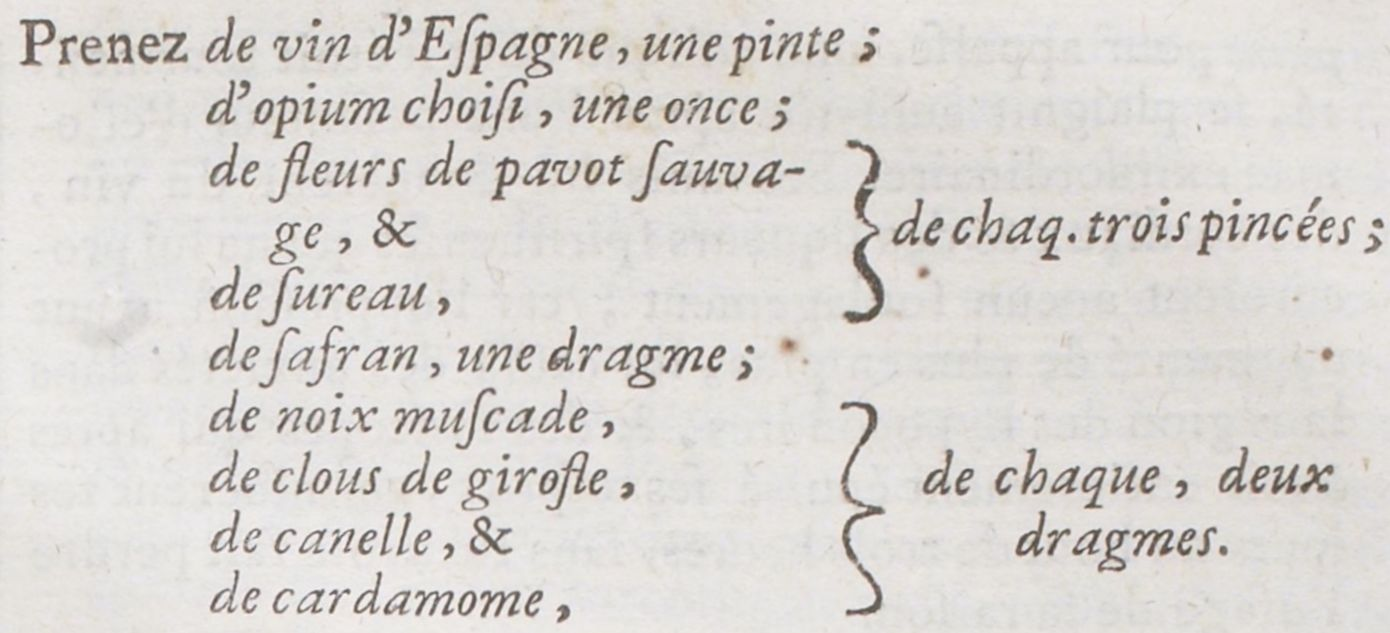 Prenez de vin d'Eſpagne, une pinte ;
d'opium choiſi, une once ;
de fleurs de pavot ſauva-
ge, &
de ſureau,
de chaq. trois pincées ;
de ſafran, une dragme ;
de noix muſcade,
de clous de girofle,
de canelle, &
de cardamome,
de chaque, deux
dragmes.